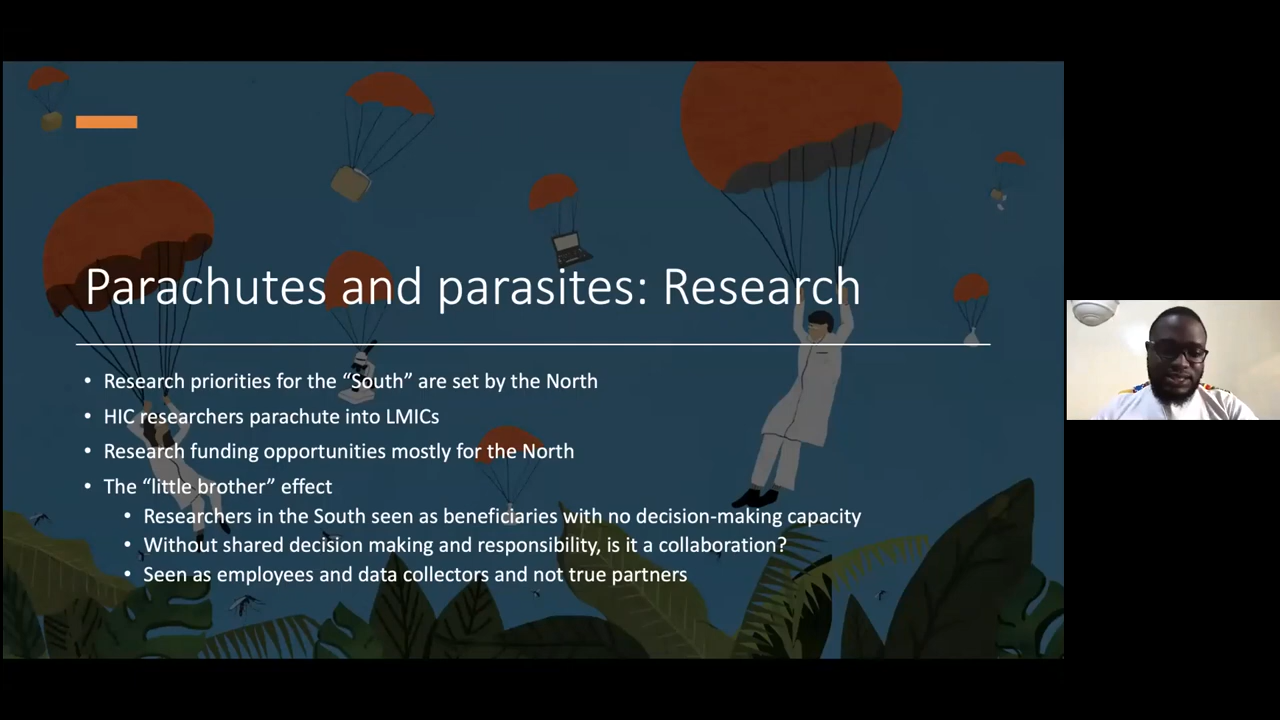 Parachutes and parasites: Research
• Research priorities for the “South” are set by the North
• HIC researchers parachute into LMICs
• Research funding opportunities mostly for the North
• The “little brother” effect
• Researchers in the South seen as beneficiaries with no decision-making capacity
• Without shared decision making and responsibility, is it a collaboration?
• Seen as employees and data collectors and not true partners